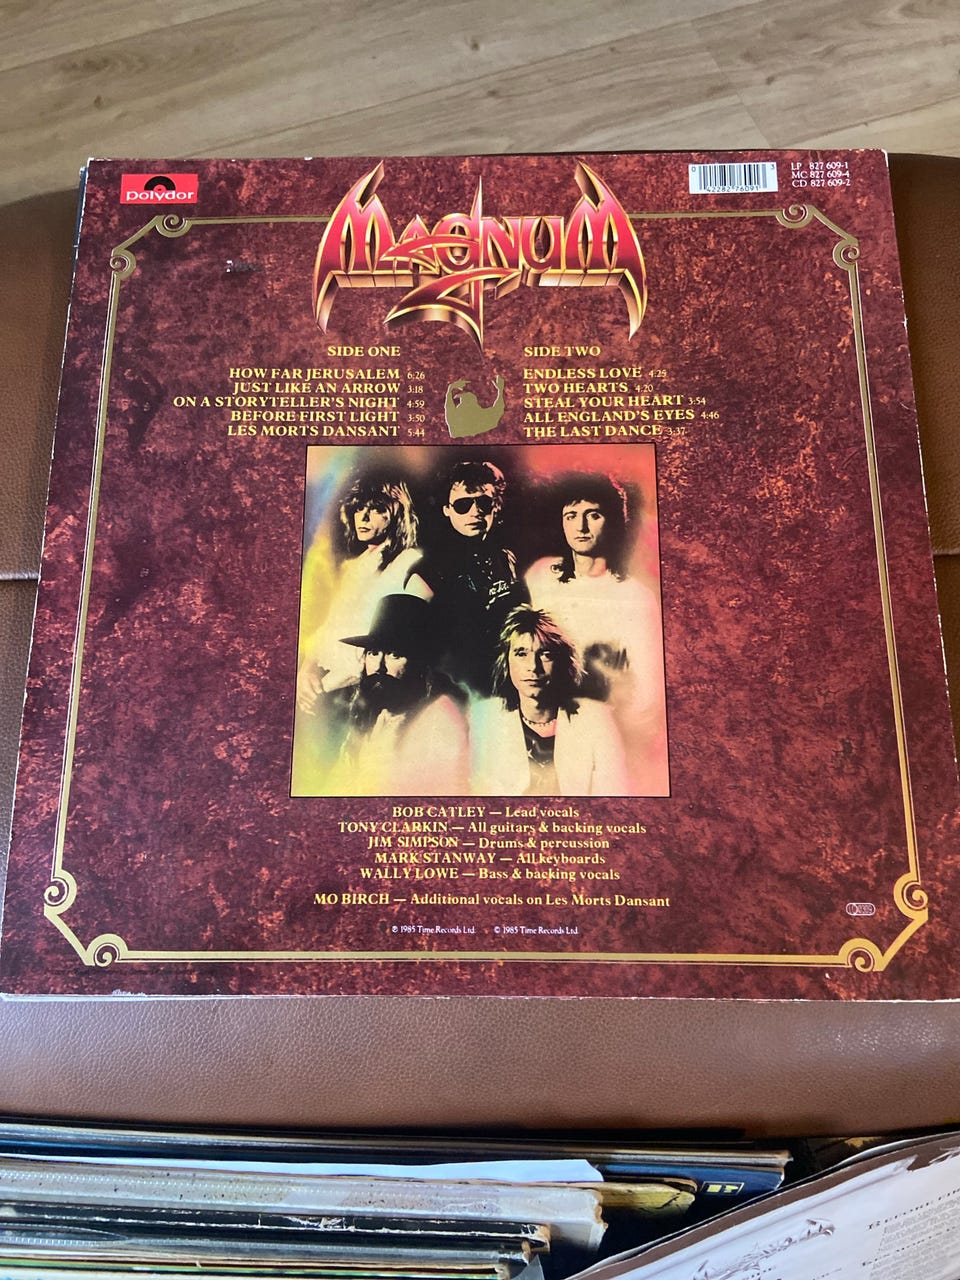 polydor
MAGNUM
0 42282"76091 3
LP 827 609-1
MC 827 609-4
CD 827 609-2
SIDE ONE
HOW FAR JERUSALEM 6:26
JUST LIKE AN ARROW 3:18
ON A STORYTELLER'S NIGHT 4:59
BEFORE FIRST LIGHT 3:50
LES MORTS DANSANT 5:44
SIDE TWO
ENDLESS LOVE 4:25
TWO HEARTS 4:20
STEAL YOUR HEART 3:54
ALL ENGLAND'S EYES 4:46
THE LAST DANCE 3:37
BOB CATLEY — Lead vocals
TONY CLARKIN — All guitars & backing vocals
JIM SIMPSON — Drums & percussion
MARK STANWAY — All keyboards
WALLY LOWE — Bass & backing vocals
MO BIRCH — Additional vocals on Les Morts Dansant
℗ 1985 Time Records Ltd. © 1985 Time Records Ltd.